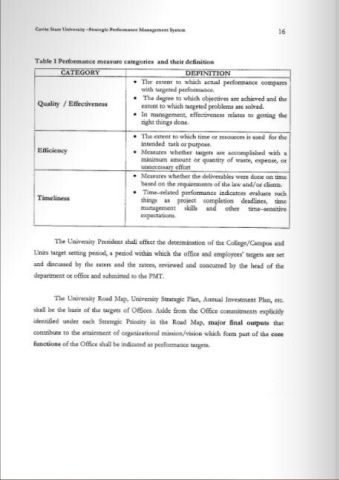 Cavite State University - Strategic Performance Management System
16
Table 3 Performance measure categories and their definition
CATEGORY DEFINITION
Quality / Effectiveness
• The extent to which actual performance compares
with targeted performance.
• The degree to which objectives are achieved and the
extent to which targeted problems are solved.
• In management, effectiveness relates to getting the
right things done.
Efficiency
• The extent to which time or resources is used for the
intended task or purpose.
• Measures whether targets are accomplished with a
minimum amount or quantity of waste, expense, or
unnecessary effort
Timeliness
• Measures whether the deliverables were done on time
based on the requirements of the law and/or clients.
• Time-related performance indicators evaluate such
things as project completion deadlines, time
management skills and other time-sensitive
expectations.
The University President shall effect the determination of the College/Campus and
Units target setting period, a period within which the office and employees' targets are set
and discussed by the raters and the ratees, reviewed and concurred by the head of the
department or office and submitted to the PMT.
The University Road Map, University Strategic Plan, Annual Investment Plan, etc.
shall be the basis of the targets of Offices. Aside from the Office commitments explicitly
identified under each Strategic Priority in the Road Map, major final outputs that
contribute to the attainment of organizational mission/vision which form part of the core
functions of the Office shall be indicated as performance targets.